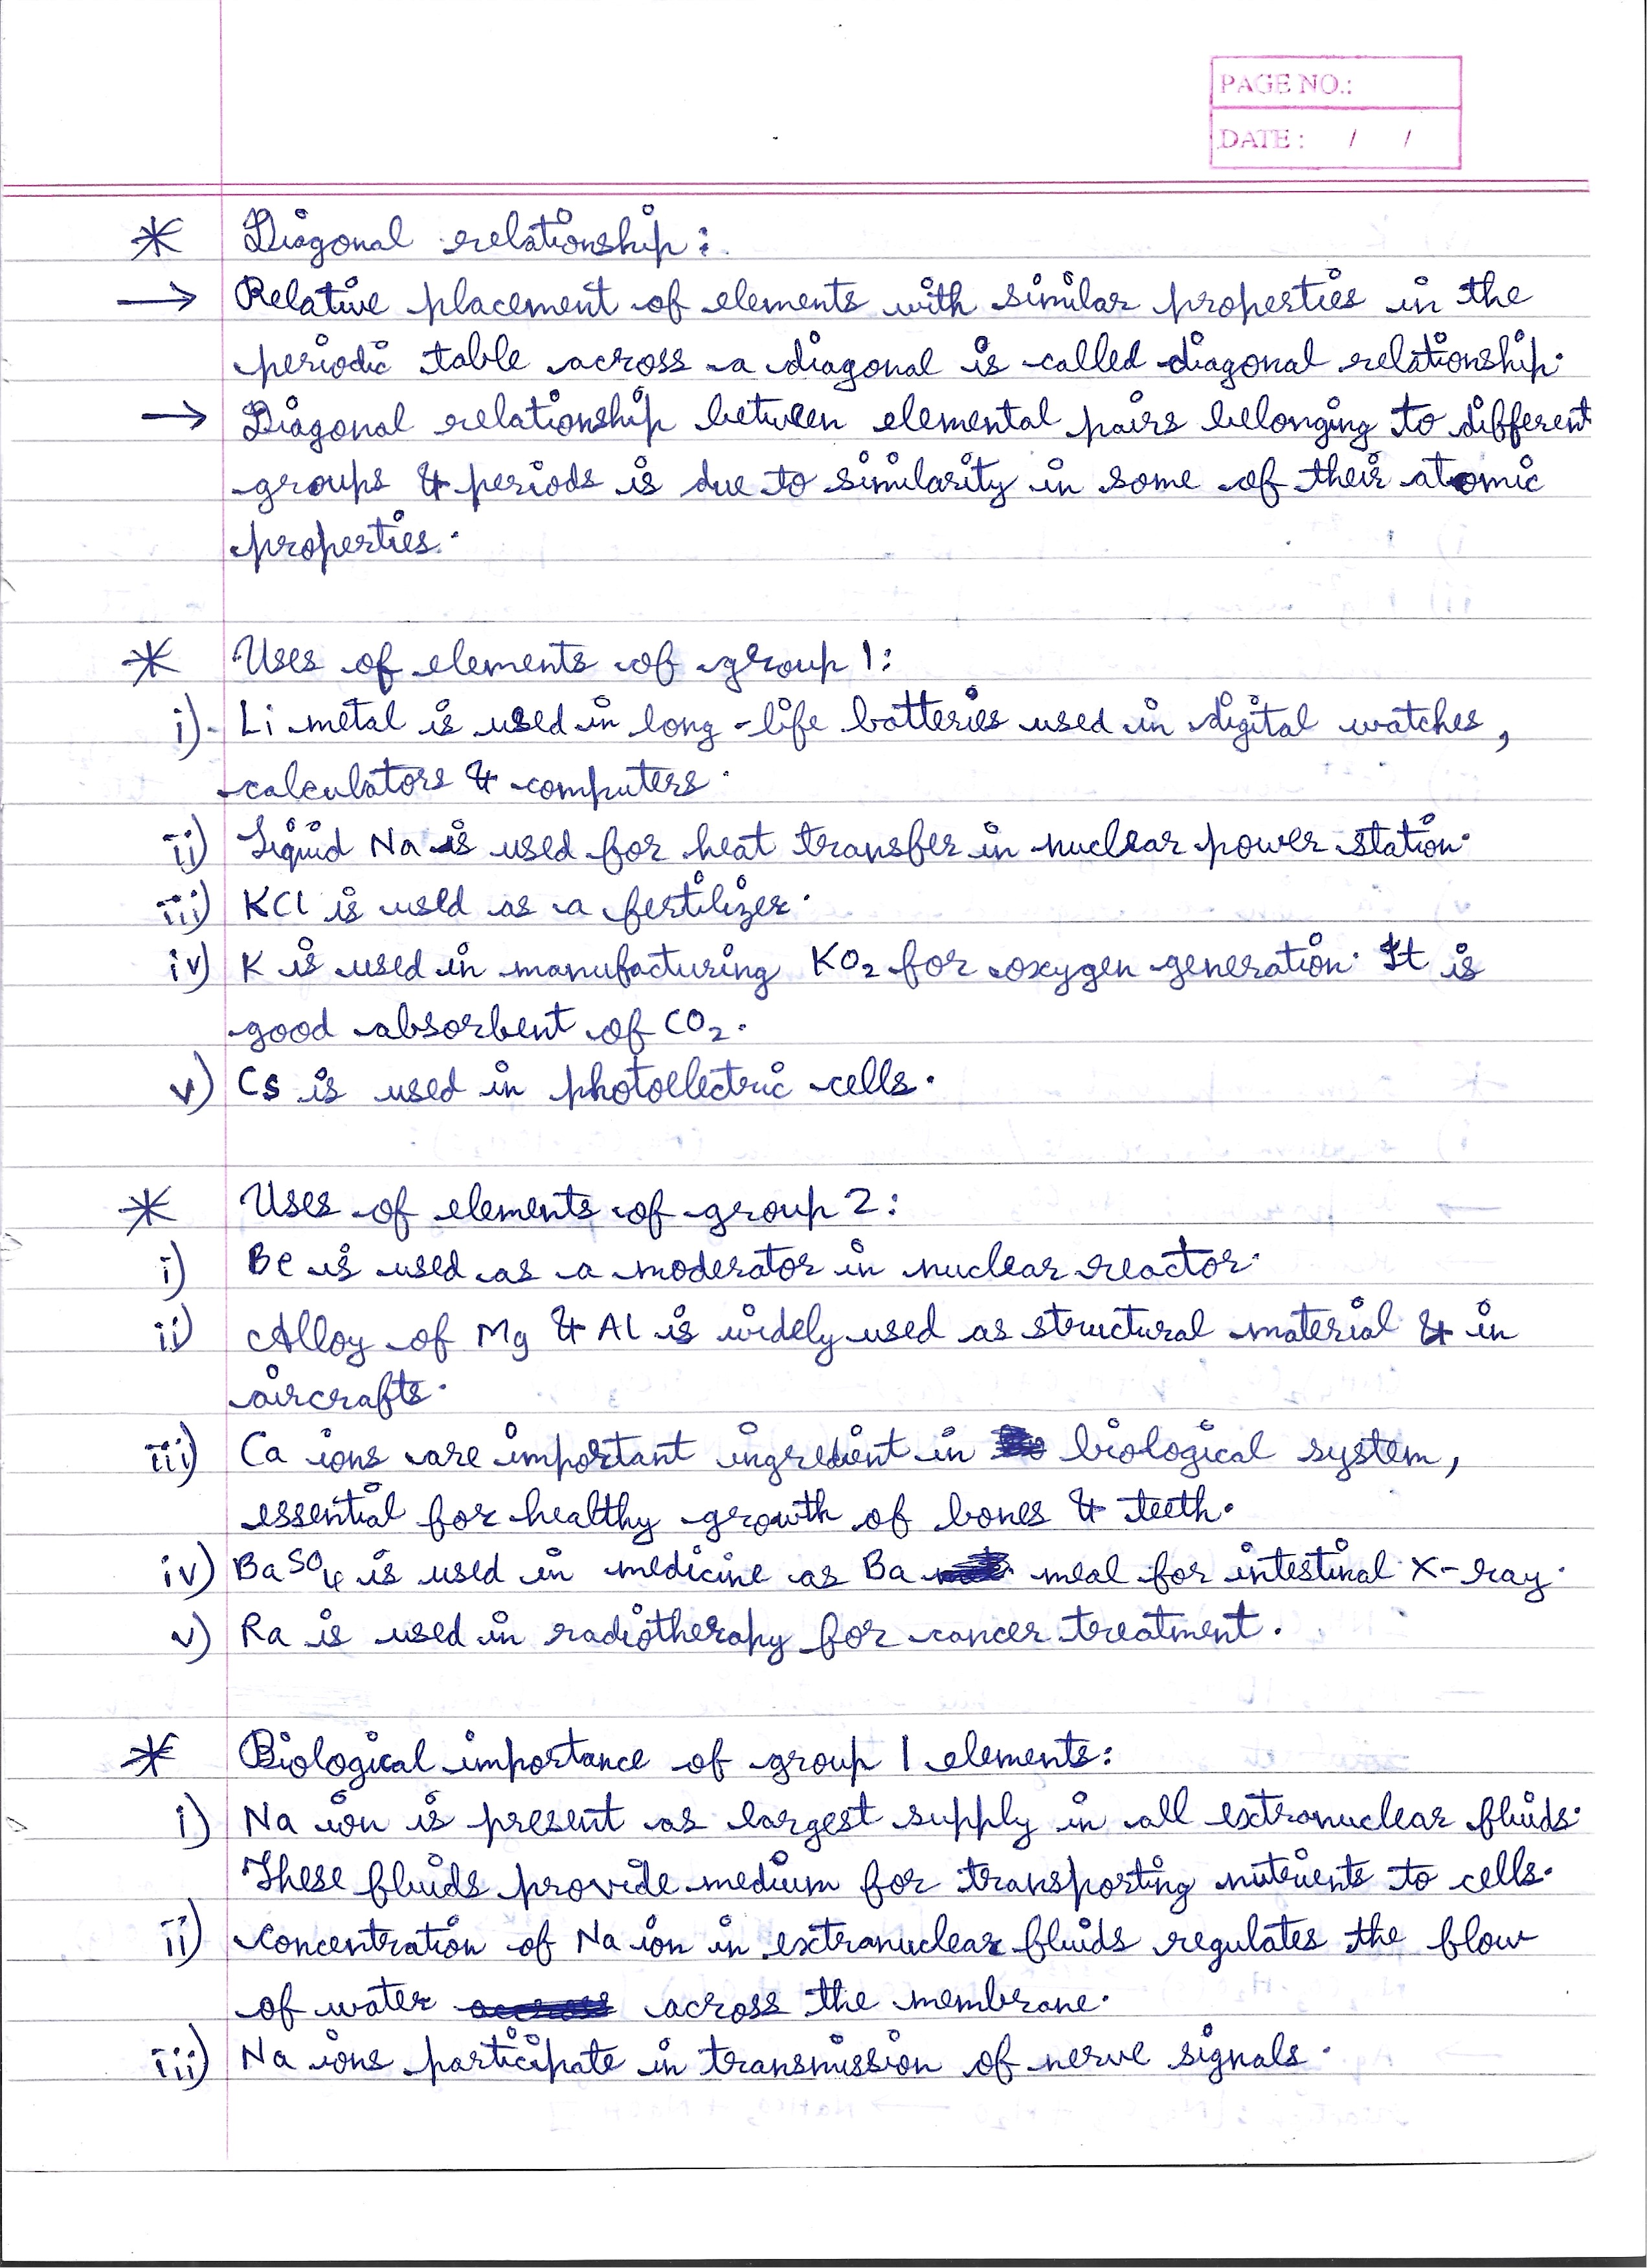 PAGE NO.:
DATE : / /
* Diagonal relationship:
→ Relative placement of elements with similar properties in the
periodic table across a diagonal is called diagonal relationship.
→ Diagonal relationship between elemental pairs belonging to different
groups & periods is due to similarity in some of their atomic
properties.
* Uses of elements of group 1:
i) Li metal is used in long-life batteries used in digital watches,
calculators & computers.
ii) Liquid Na is used for heat transfer in nuclear power station.
iii) KCl is used as a fertilizer.
iv) K is used in manufacturing KO₂ for oxygen generation. It is
good absorbent of CO₂.
v) Cs is used in photoelectric cells.
* Uses of elements of group 2:
i) Be is used as a moderator in nuclear reactor.
ii) Alloy of Mg & Al is widely used as structural material & in
aircrafts.
iii) Ca ions are important ingredient in biological system,
essential for healthy growth of bones & teeth.
iv) BaSO₄ is used in medicine as Ba meal for intestinal X-ray.
v) Ra is used in radiotherapy for cancer treatment.
* Biological importance of group 1 elements:
i) Na ion is present as largest supply in all extranuclear fluids.
These fluids provide medium for transporting nutrients to cells.
ii) Concentration of Na ion in extranuclear fluids regulates the flow
of water across the membrane.
iii) Na ions participate in transmission of nerve signals.